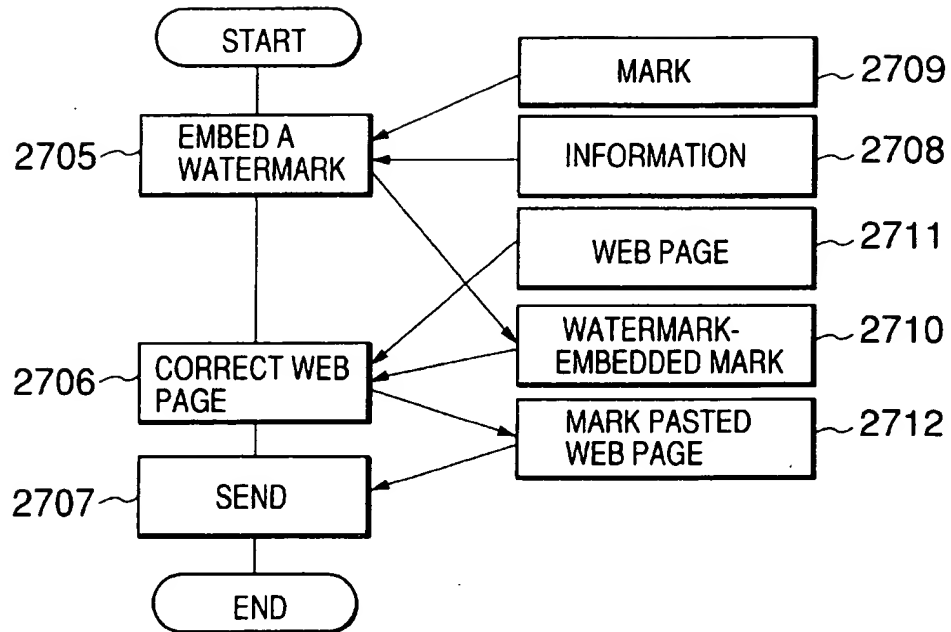 START
MARK
2709
2705
EMBED A
WATERMARK
INFORMATION
2708
WEB PAGE
2711
2706
CORRECT WEB
PAGE
WATERMARK-
EMBEDDED MARK
2710
2707
SEND
MARK PASTED
WEB PAGE
2712
END